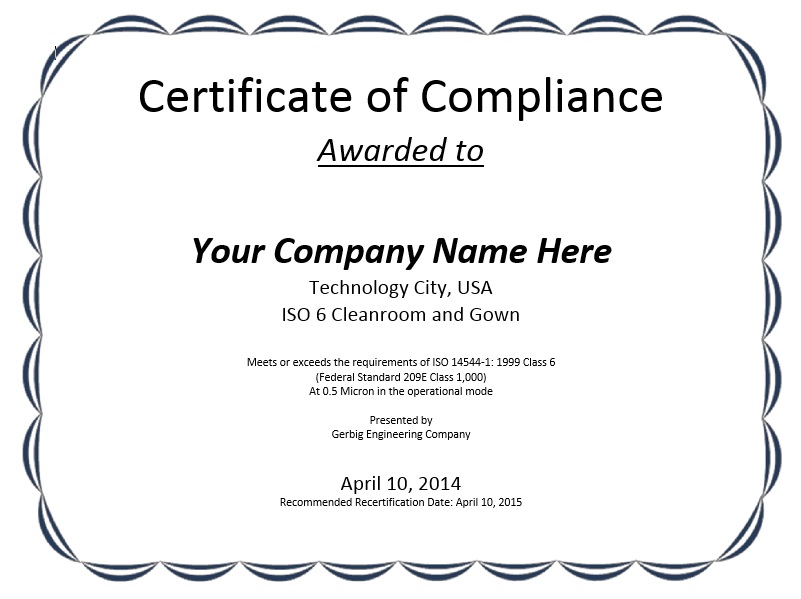 Certificate of Compliance
Awarded to
Your Company Name Here
Technology City, USA
ISO 6 Cleanroom and Gown
Meets or exceeds the requirements of ISO 14544-1: 1999 Class 6
(Federal Standard 209E Class 1,000)
At 0.5 Micron in the operational mode
Presented by
Gerbig Engineering Company
April 10, 2014
Recommended Recertification Date: April 10, 2015